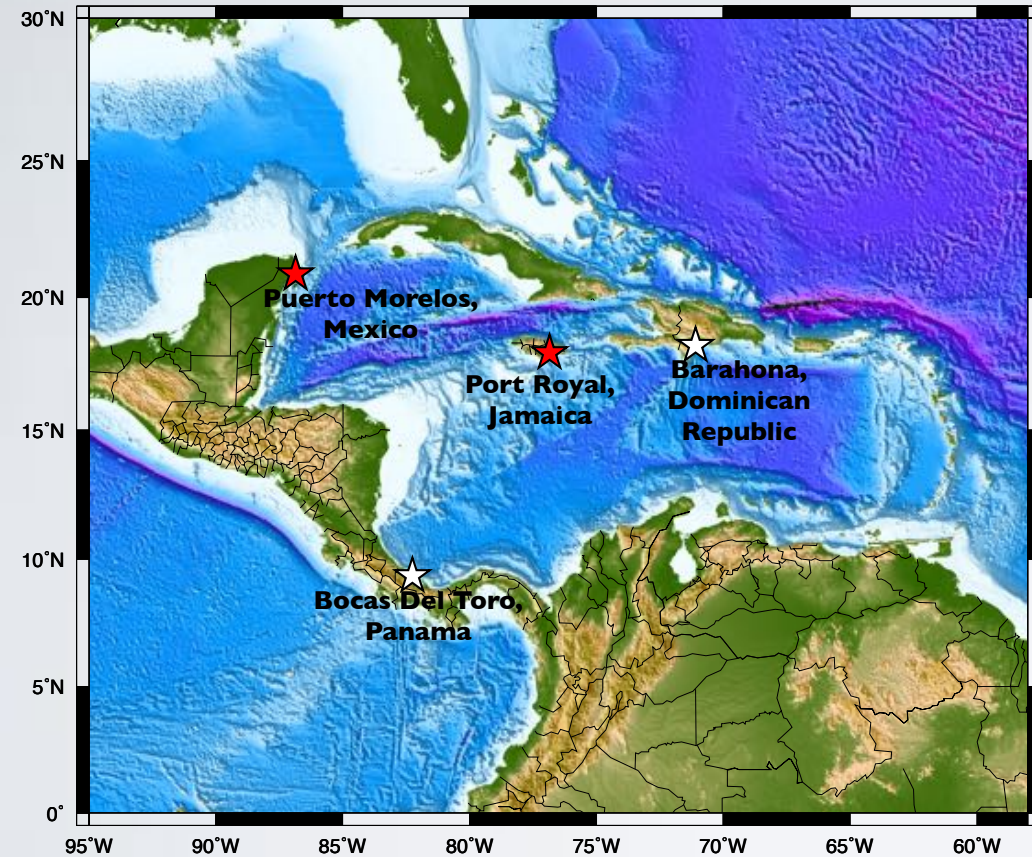 30°N
25°N
20°N
15°N
10°N
5°N
0°
Puerto Morelos,
Mexico
Port Royal,
Jamaica
Barahona,
Dominican
Republic
Bocas Del Toro,
Panama
95°W
90°W
85°W
80°W
75°W
70°W
65°W
60°W